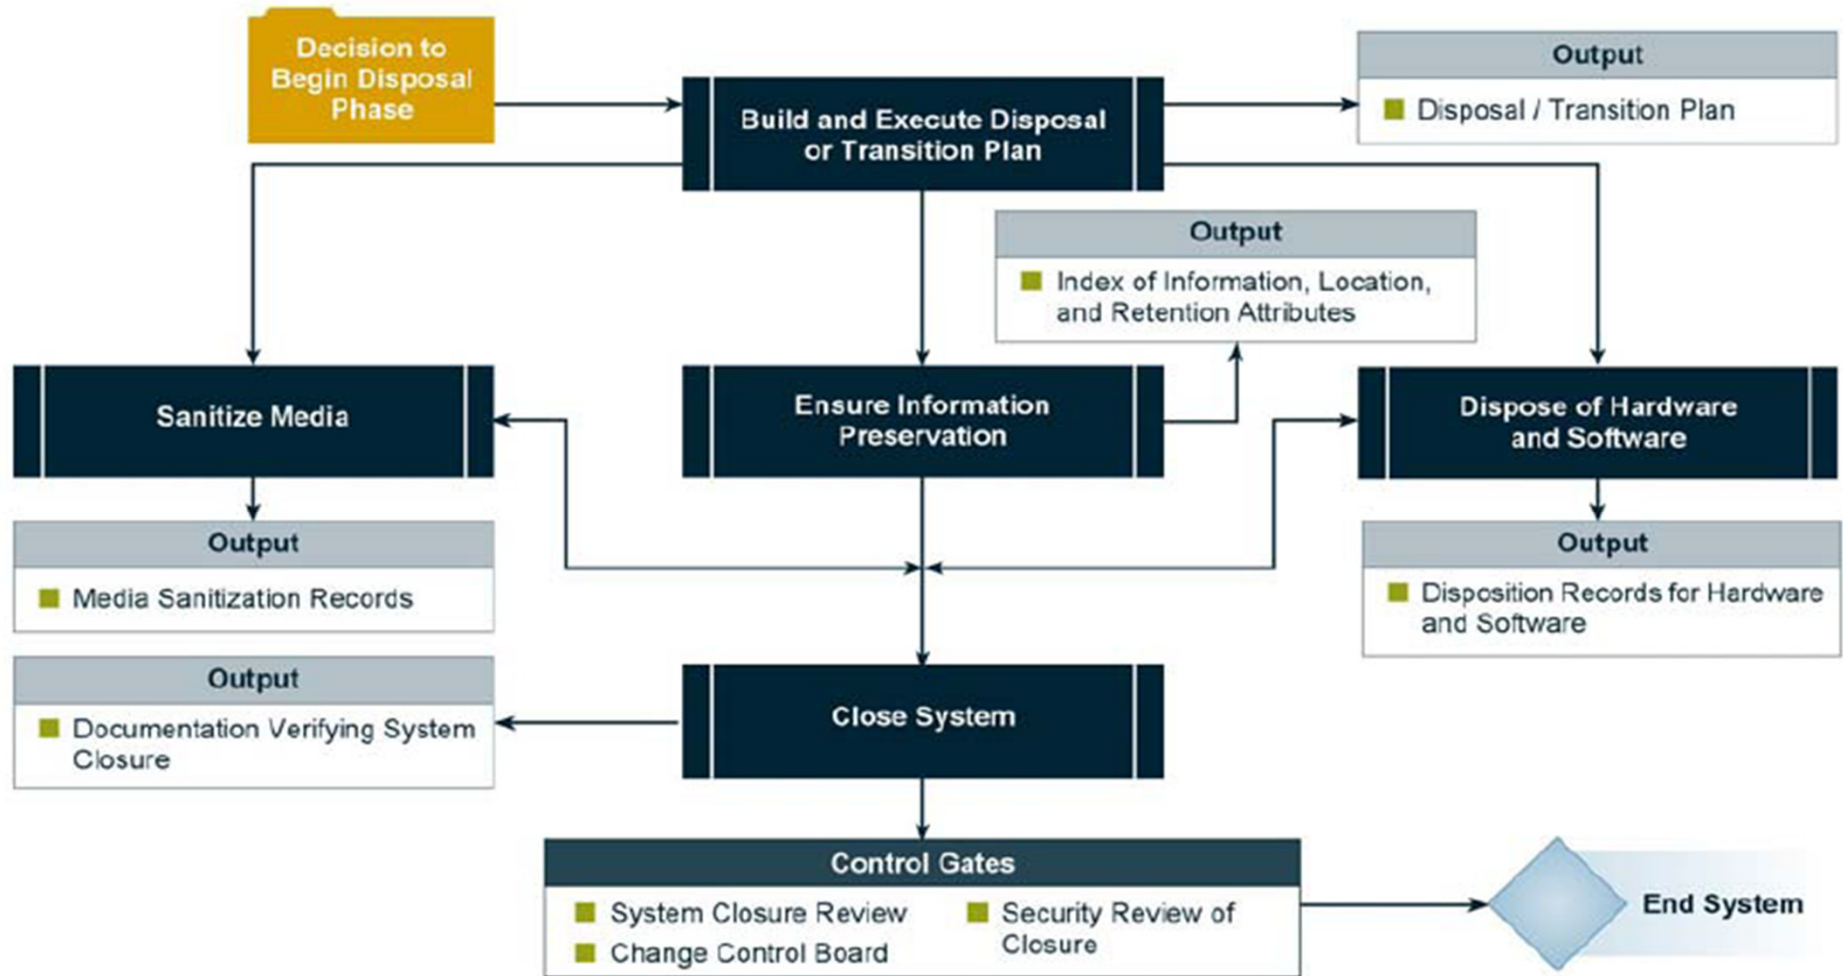 Decision to
Begin Disposal
Phase
Build and Execute Disposal
or Transition Plan
Output
Disposal / Transition Plan
Output
Index of Information, Location,
and Retention Attributes
Sanitize Media
Ensure Information
Preservation
Dispose of Hardware
and Software
Output
Media Sanitization Records
Output
Disposition Records for Hardware
and Software
Output
Documentation Verifying System
Closure
Close System
Control Gates
System Closure Review
Change Control Board
Security Review of
Closure
End System